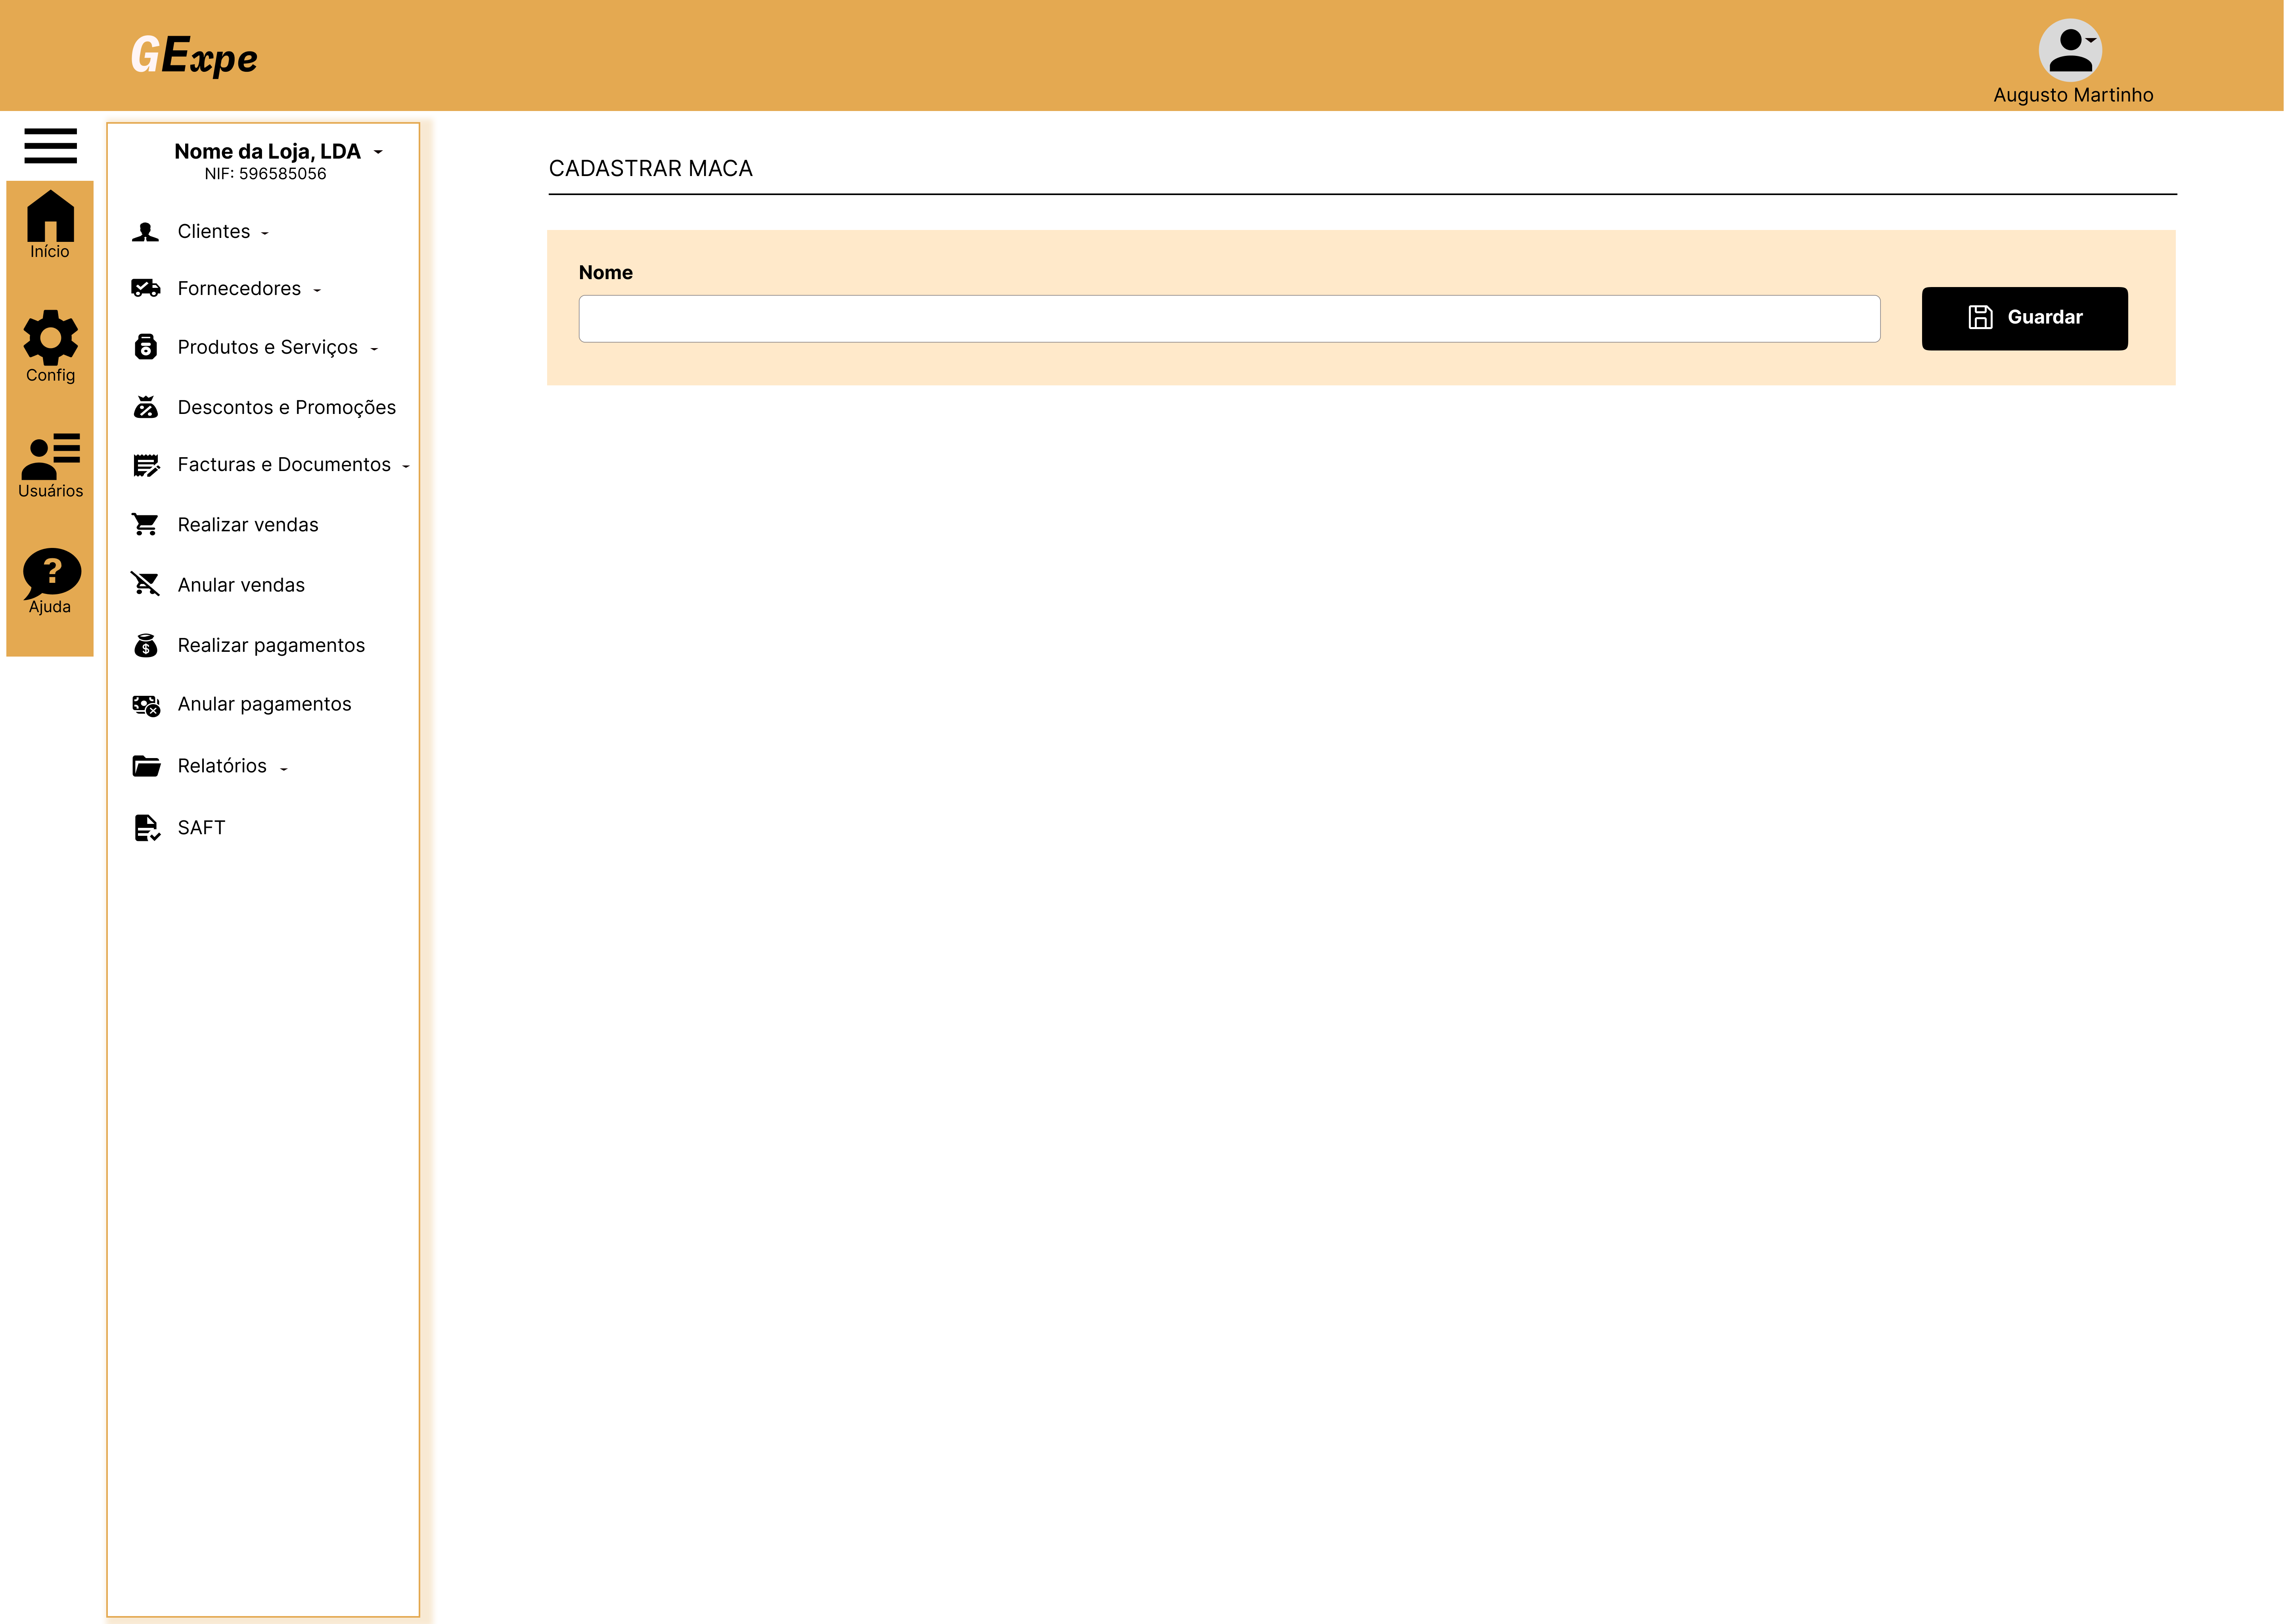 GExpe
Augusto Martinho
Início
Config
Usuários
Ajuda
Nome da Loja, LDA
NIF: 596585056
Clientes
Fornecedores
Produtos e Serviços
Descontos e Promoções
Facturas e Documentos
Realizar vendas
Anular vendas
Realizar pagamentos
Anular pagamentos
Relatórios
SAFT
CADASTRAR MACA
Nome
Guardar